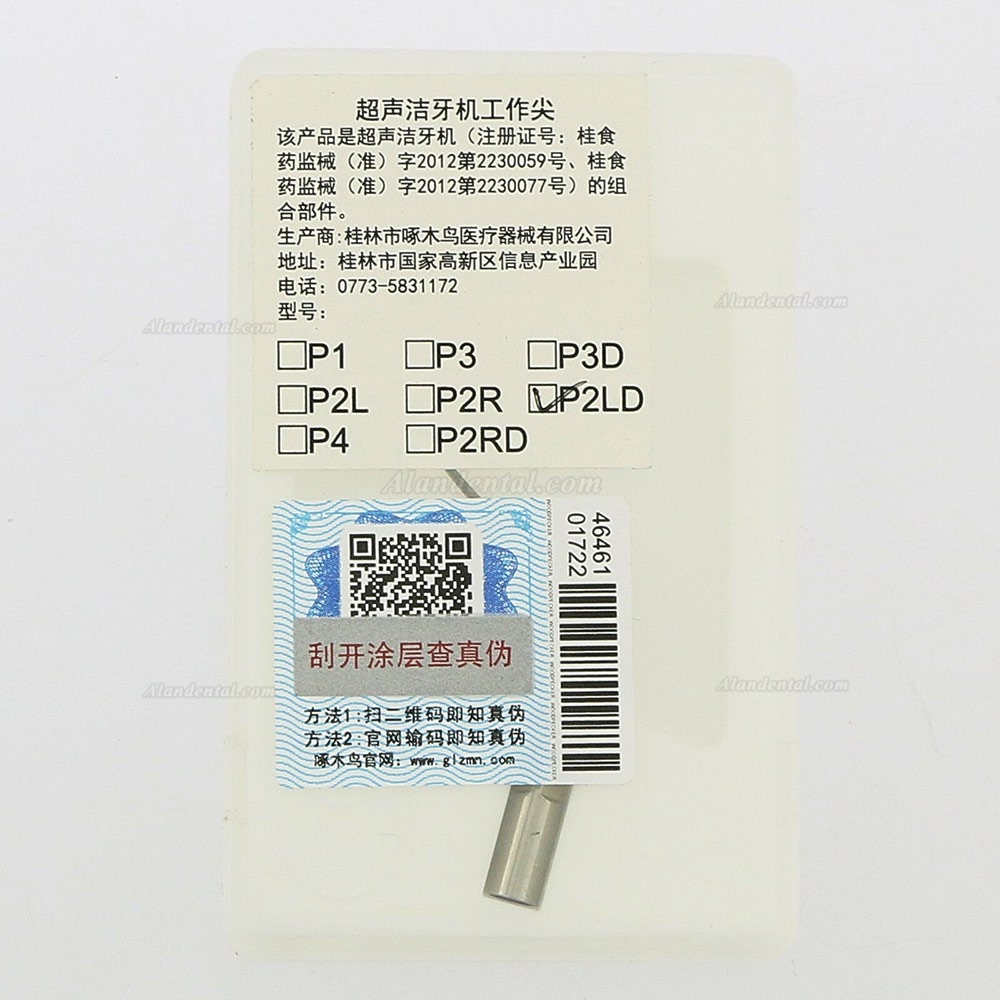 超声洁牙机工作尖
该产品是超声洁牙机（注册证号：桂食
药监械（准）字2012第2230059号、桂食
药监械（准）字2012第2230077号）的组
合部件。
生产商:桂林市啄木鸟医疗器械有限公司
地址：桂林市国家高新区信息产业园
电话：0773-5831172
型号：
□P1 □P3 □P3D
□P2L □P2R ☑P2LD
□P4 □P2RD
Alandental.com
Alandental.com
Alandental.com
46461
01722
刮开涂层查真伪
方法1:扫二维码即知真伪
方法2:官网输码即知真伪
啄木鸟官网：www.glzmn.com
Alandental.com
Alandental.com